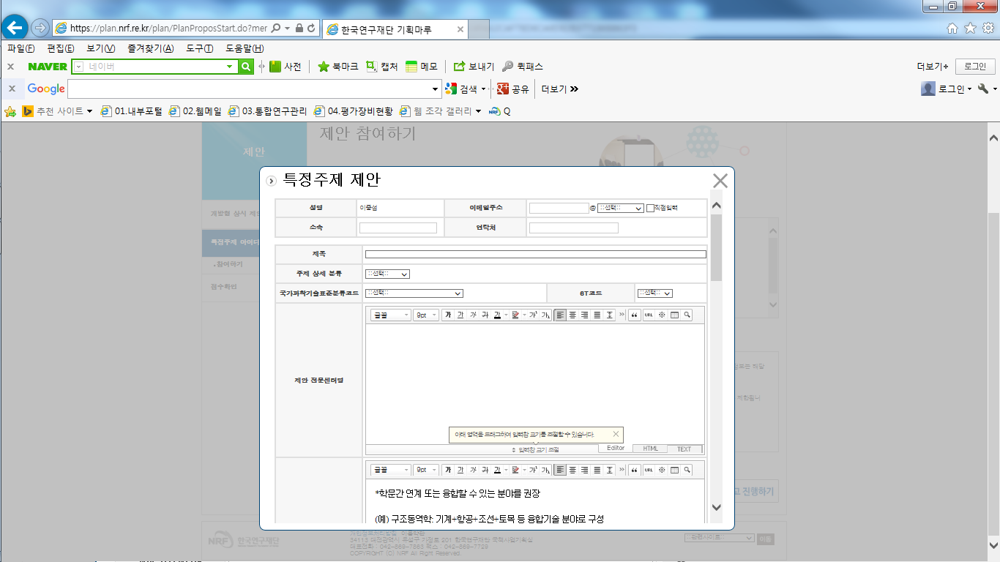 https://plan.nrf.re.kr/plan/PlanProposStart.do?mer
한국연구재단 기획마루
파일(F) 편집(E) 보기(V) 즐겨찾기(A) 도구(T) 도움말(H)
NAVER 네이버 사전 북마크 캡처 메모 보내기 퀵패스 더보기+ 로그인
Google 검색 공유 더보기 로그인
추천 사이트 01.내부포털 02.웹메일 03.통합연구관리 04.평가장비현황 웹 조각 갤러리 Q
제안 참여하기
제안
특정주제 제안
성명 이중섬 이메일주소 @ ::선택:: 직접입력
소속 연락처
제목
주제 상세 분류 ::선택::
국가과학기술표준분류코드 ::선택:: 6T코드 ::선택::
글꼴 9pt 가 가 가 가 가 가 가 URL
제안 전문센터명
아래 영역을 드래그하여 입력창 크기를 조절할 수 있습니다.
입력창 크기 조절 Editor HTML TEXT
글꼴 9pt 가 가 가 가 가 가 가 URL
*학문간 연계 또는 융합할 수 있는 분야를 권장
(예) 구조동역학: 기계+항공+조선+토목 등 융합기술 분야로 구성
특정주제 아이디
참여하기
접수확인
고 진행하기
NRF 한국연구재단
34113 대전광역시 유성구 가정로 201 한국연구재단 국책사업기획실
대표전화 : 042-869-7863 팩스 : 042-869-7729
COPYRIGHT (C) NRF All Right Reserved.
::관련사이트:: 이동